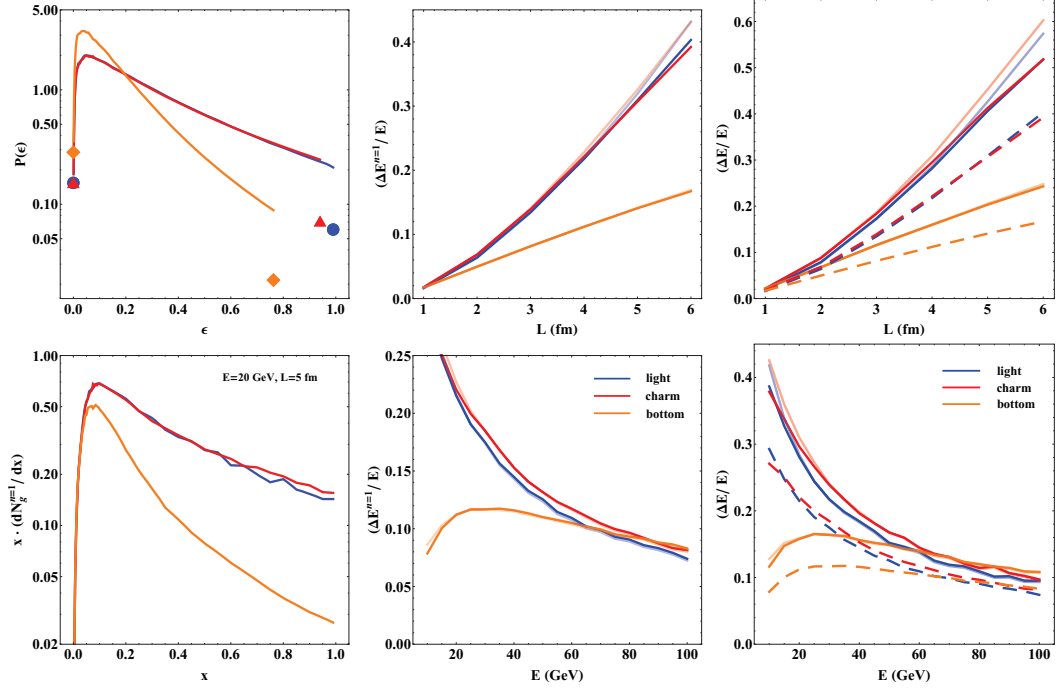 5.00
1.00
0.50
0.10
0.05
P(ϵ)
0.0 0.2 0.4 0.6 0.8 1.0
ϵ
0.4
0.3
0.2
0.1
0.0
(ΔE^{n=1}/ E)
1 2 3 4 5 6
L (fm)
0.6
0.5
0.4
0.3
0.2
0.1
0.0
(ΔE/ E)
1 2 3 4 5 6
L (fm)
1.00
0.50
0.20
0.10
0.05
0.02
x · (dN_g^{n=1}/ dx)
E=20 GeV, L=5 fm
0.0 0.2 0.4 0.6 0.8 1.0
x
0.25
0.20
0.15
0.10
0.05
0.00
(ΔE^{n=1}/ E)
light
charm
bottom
20 40 60 80 100
E (GeV)
0.4
0.3
0.2
0.1
0.0
(ΔE/ E)
light
charm
bottom
20 40 60 80 100
E (GeV)